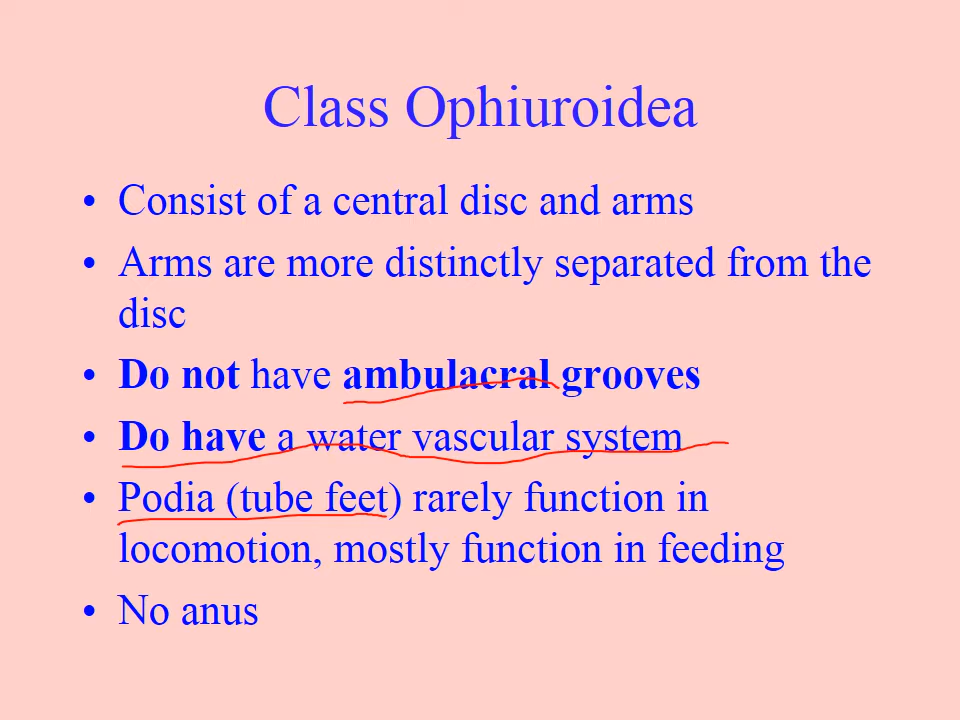 Class Ophiuroidea
• Consist of a central disc and arms
• Arms are more distinctly separated from the
disc
• Do not have ambulacral grooves
• Do have a water vascular system
• Podia (tube feet) rarely function in
locomotion, mostly function in feeding
• No anus